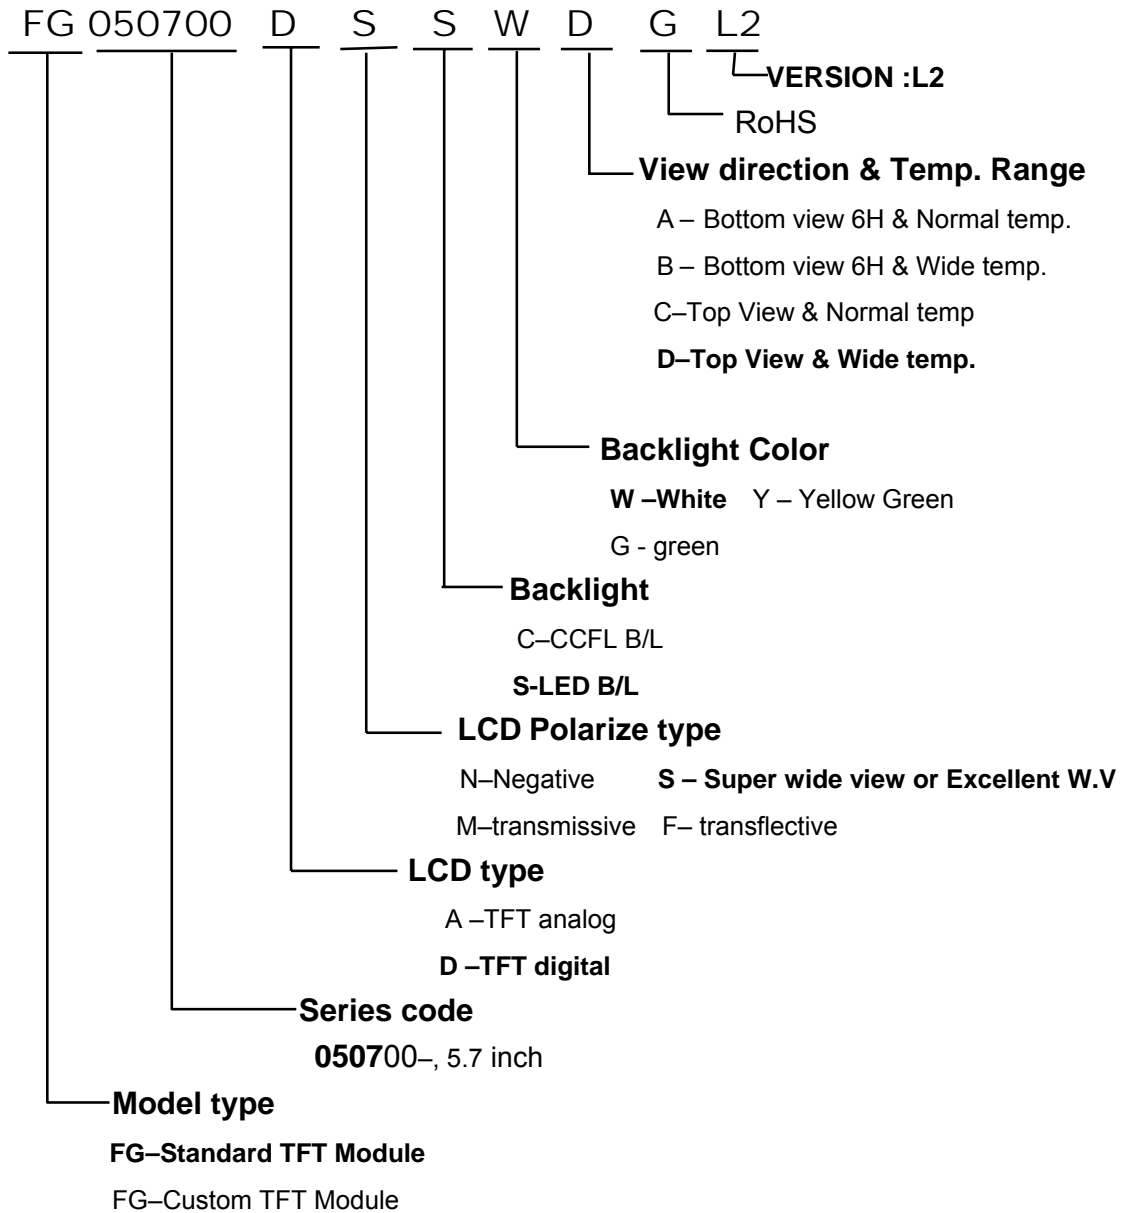 FG 050700 D S S W D G L2
VERSION :L2
RoHS
View direction & Temp. Range
A – Bottom view 6H & Normal temp.
B – Bottom view 6H & Wide temp.
C–Top View & Normal temp
D–Top View & Wide temp.
Backlight Color
W –White Y – Yellow Green
G - green
Backlight
C–CCFL B/L
S-LED B/L
LCD Polarize type
N–Negative S – Super wide view or Excellent W.V
M–transmissive F– transflective
LCD type
A –TFT analog
D –TFT digital
Series code
050700–, 5.7 inch
Model type
FG–Standard TFT Module
FG–Custom TFT Module